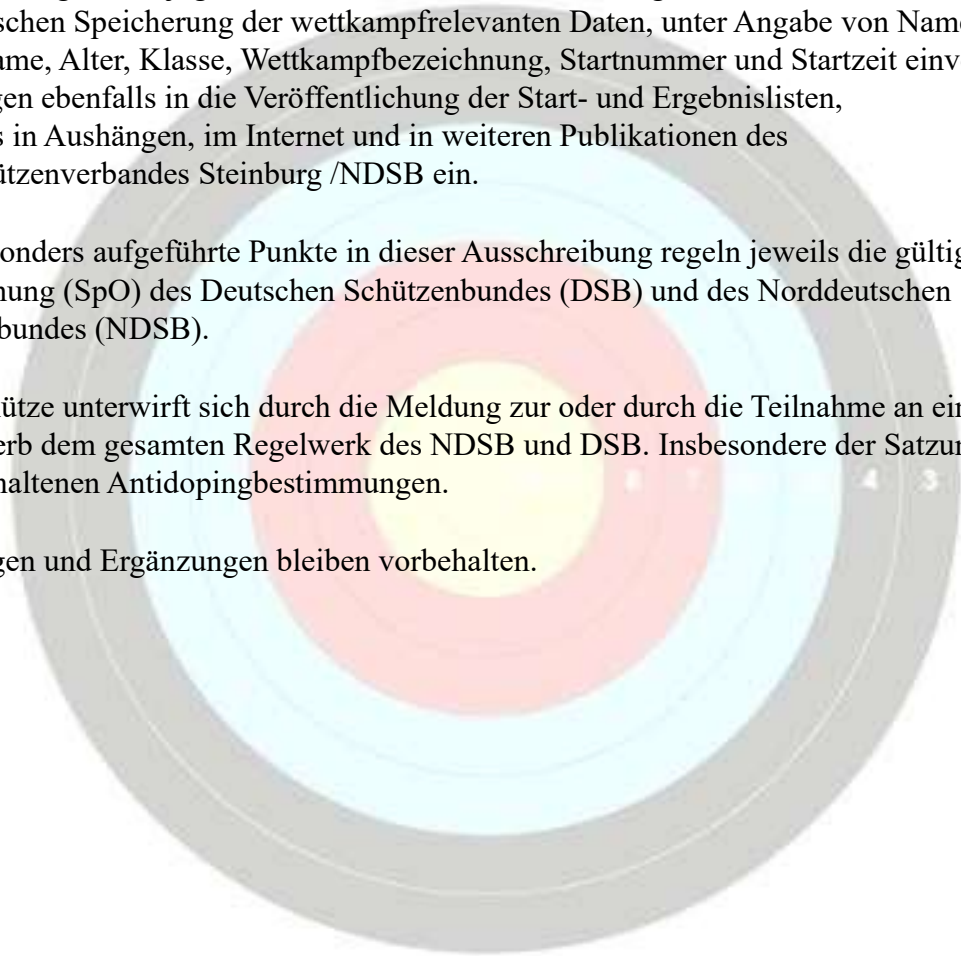 schen Speicherung der wettkampfrelevanten Daten, unter Angabe von Name
ame, Alter, Klasse, Wettkampfbezeichnung, Startnummer und Startzeit einv
gen ebenfalls in die Veröffentlichung der Start- und Ergebnislisten,
s in Aushängen, im Internet und in weiteren Publikationen des
ützenverbandes Steinburg /NDSB ein.
onders aufgeführte Punkte in dieser Ausschreibung regeln jeweils die gültig
nung (SpO) des Deutschen Schützenbundes (DSB) und des Norddeutschen
bundes (NDSB).
ütze unterwirft sich durch die Meldung zur oder durch die Teilnahme an ein
erb dem gesamten Regelwerk des NDSB und DSB. Insbesondere der Satzun
haltenen Antidopingbestimmungen.
4 3
gen und Ergänzungen bleiben vorbehalten.